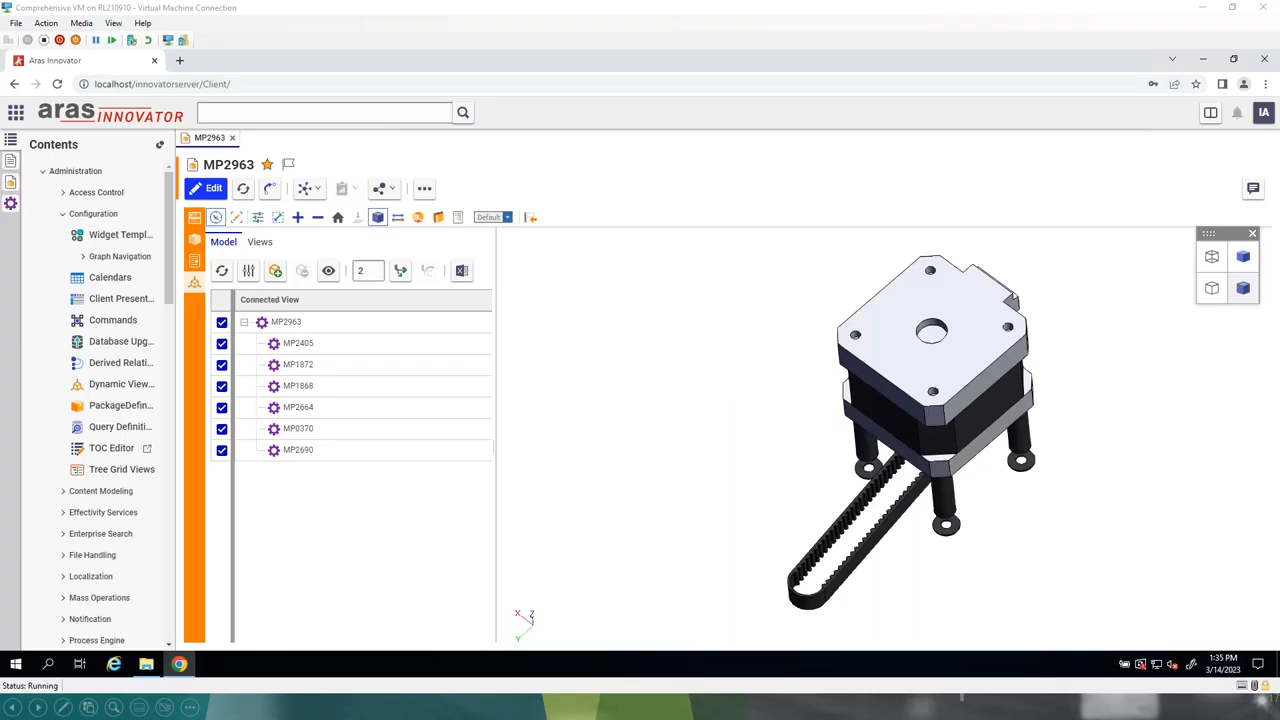 Comprehensive VM on RL210910 - Virtual Machine Connection
File Action Media View Help
Aras Innovator
localhost/innovatorserver/Client/
aras INNOVATOR
IA
Contents
MP2963
MP2963
Edit
Default
Administration
Access Control
Configuration
Widget Templ...
Graph Navigation
Calendars
Client Present...
Commands
Database Upg...
Derived Relati...
Dynamic View...
PackageDefin...
Query Definiti...
TOC Editor
Tree Grid Views
Content Modeling
Effectivity Services
Enterprise Search
File Handling
Localization
Mass Operations
Notification
Process Engine
Model Views
2
Connected View
MP2963
MP2405
MP1872
MP1868
MP2664
MP0370
MP2690
X Z
Y
1:35 PM
3/14/2023
Status: Running